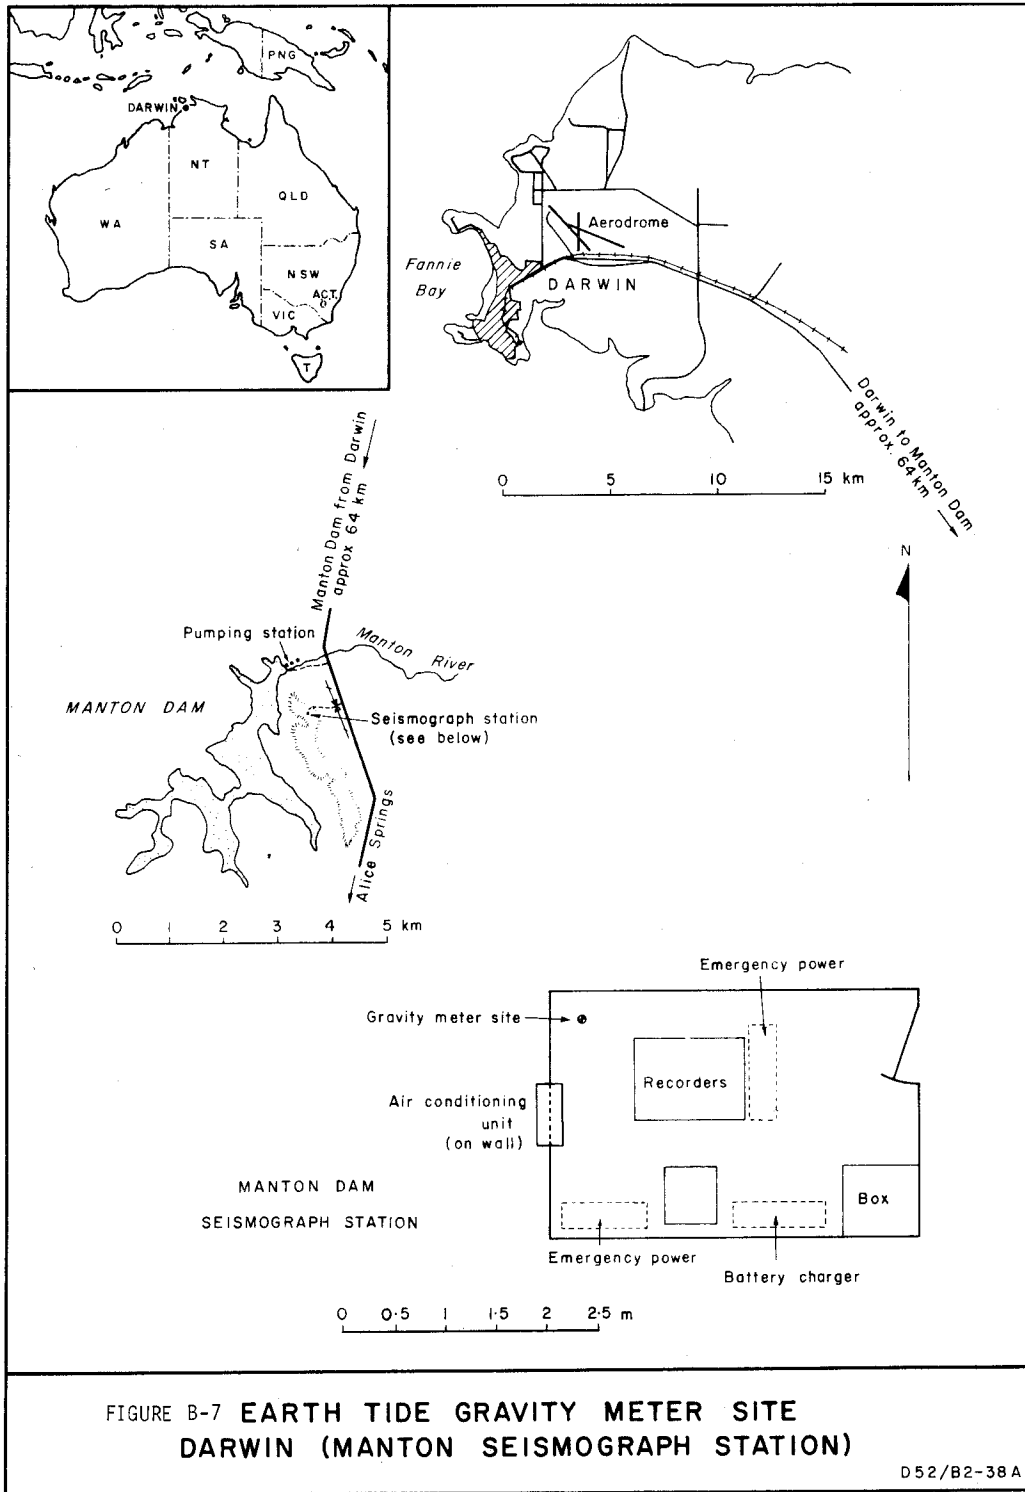 PNG
DARWIN
NT
QLD
WA
SA
NSW
A.C.T.
VIC
T
Aerodrome
Fannie
Bay
DARWIN
Darwin to Manton Dam
approx. 64 km
0 5 10 15 km
Manton Dam from Darwin
approx 64 km
N
Pumping station
Manton River
MANTON DAM
Seismograph station
(see below)
Alice Springs
0 1 2 3 4 5 km
Emergency power
Gravity meter site
Recorders
Air conditioning
unit
(on wall)
MANTON DAM
SEISMOGRAPH STATION
Box
Emergency power
Battery charger
0 0·5 1 1·5 2 2·5 m
FIGURE B-7 EARTH TIDE GRAVITY METER SITE
DARWIN (MANTON SEISMOGRAPH STATION)
D52/B2-38A